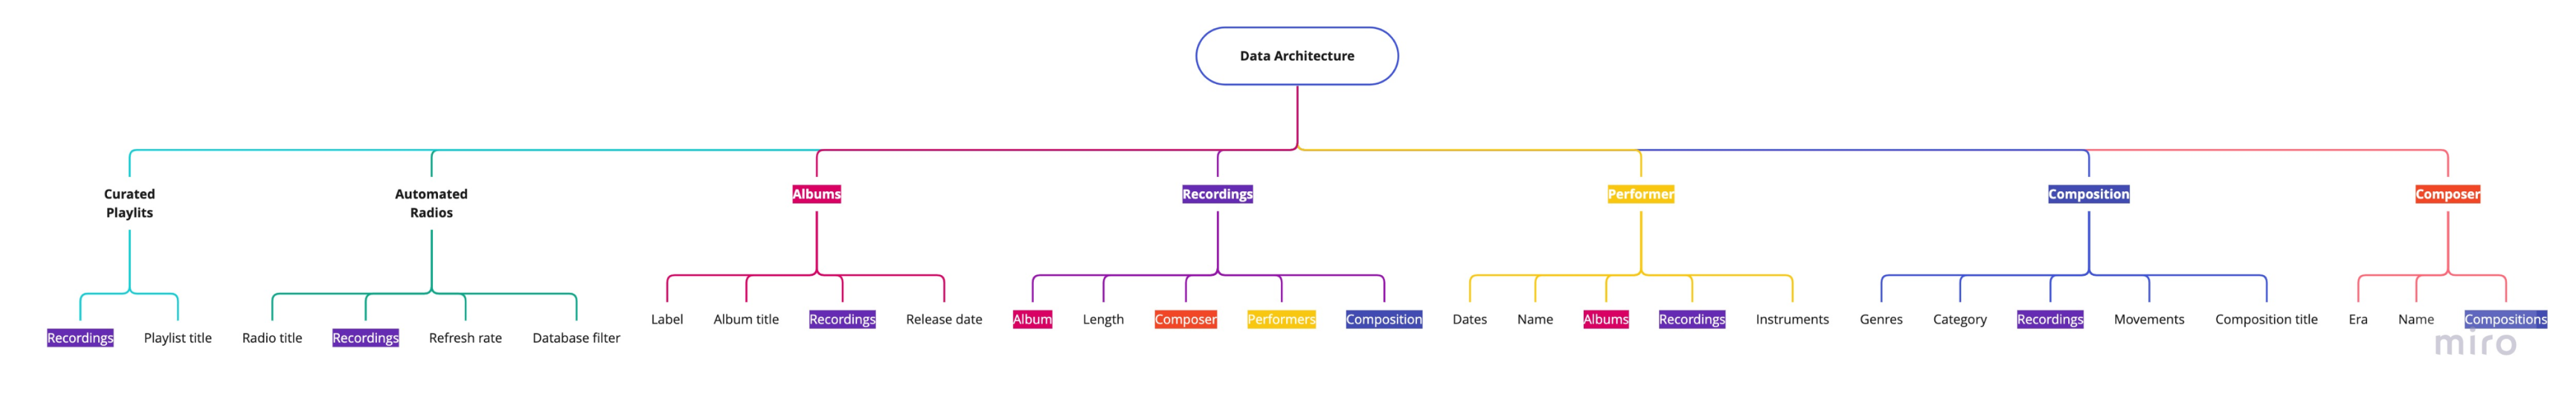 Data Architecture
Curated
Playlits
Automated
Radios
Albums
Recordings
Performer
Composition
Composer
Recordings
Playlist title
Radio title
Recordings
Refresh rate
Database filter
Label
Album title
Recordings
Release date
Album
Length
Composer
Performers
Composition
Dates
Name
Albums
Recordings
Instruments
Genres
Category
Recordings
Movements
Composition title
Era
Name
Compositions
miro